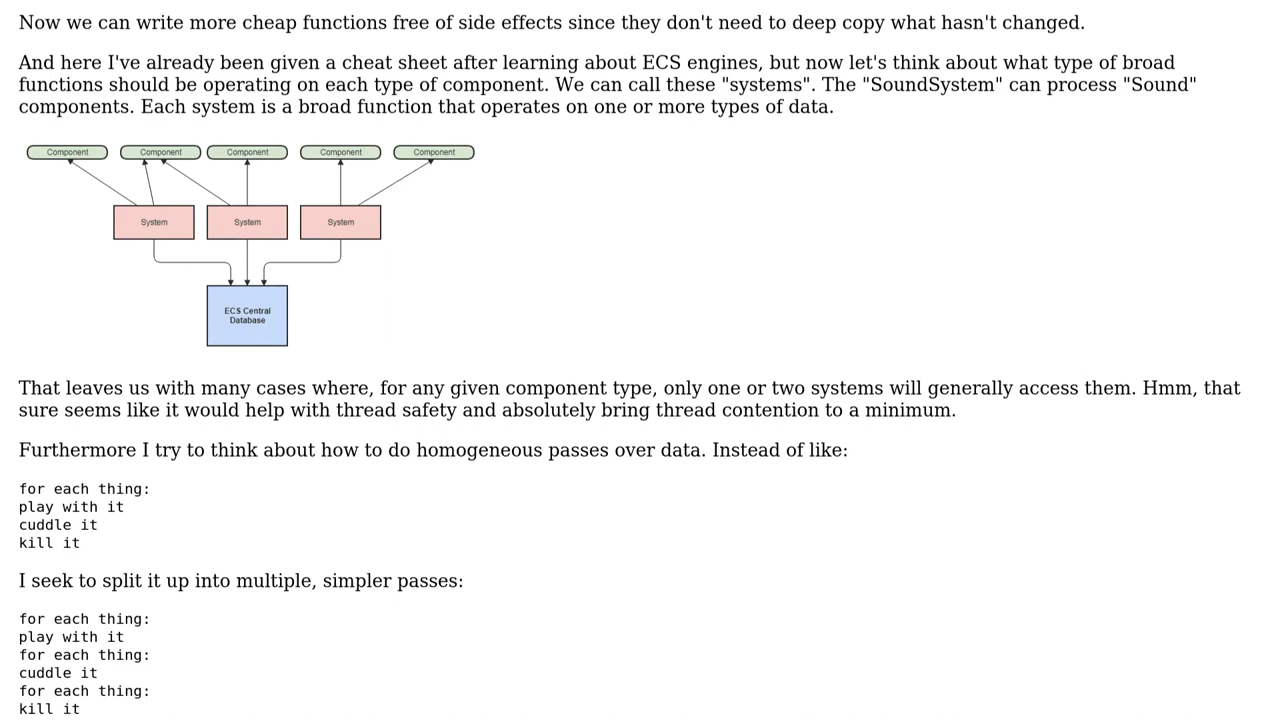 Now we can write more cheap functions free of side effects since they don't need to deep copy what hasn't changed.
And here I've already been given a cheat sheet after learning about ECS engines, but now let's think about what type of broad
functions should be operating on each type of component. We can call these "systems". The "SoundSystem" can process "Sound"
components. Each system is a broad function that operates on one or more types of data.
Component Component Component Component Component
System System System
ECS Central
Database
That leaves us with many cases where, for any given component type, only one or two systems will generally access them. Hmm, that
sure seems like it would help with thread safety and absolutely bring thread contention to a minimum.
Furthermore I try to think about how to do homogeneous passes over data. Instead of like:
for each thing:
play with it
cuddle it
kill it
I seek to split it up into multiple, simpler passes:
for each thing:
play with it
for each thing:
cuddle it
for each thing:
kill it